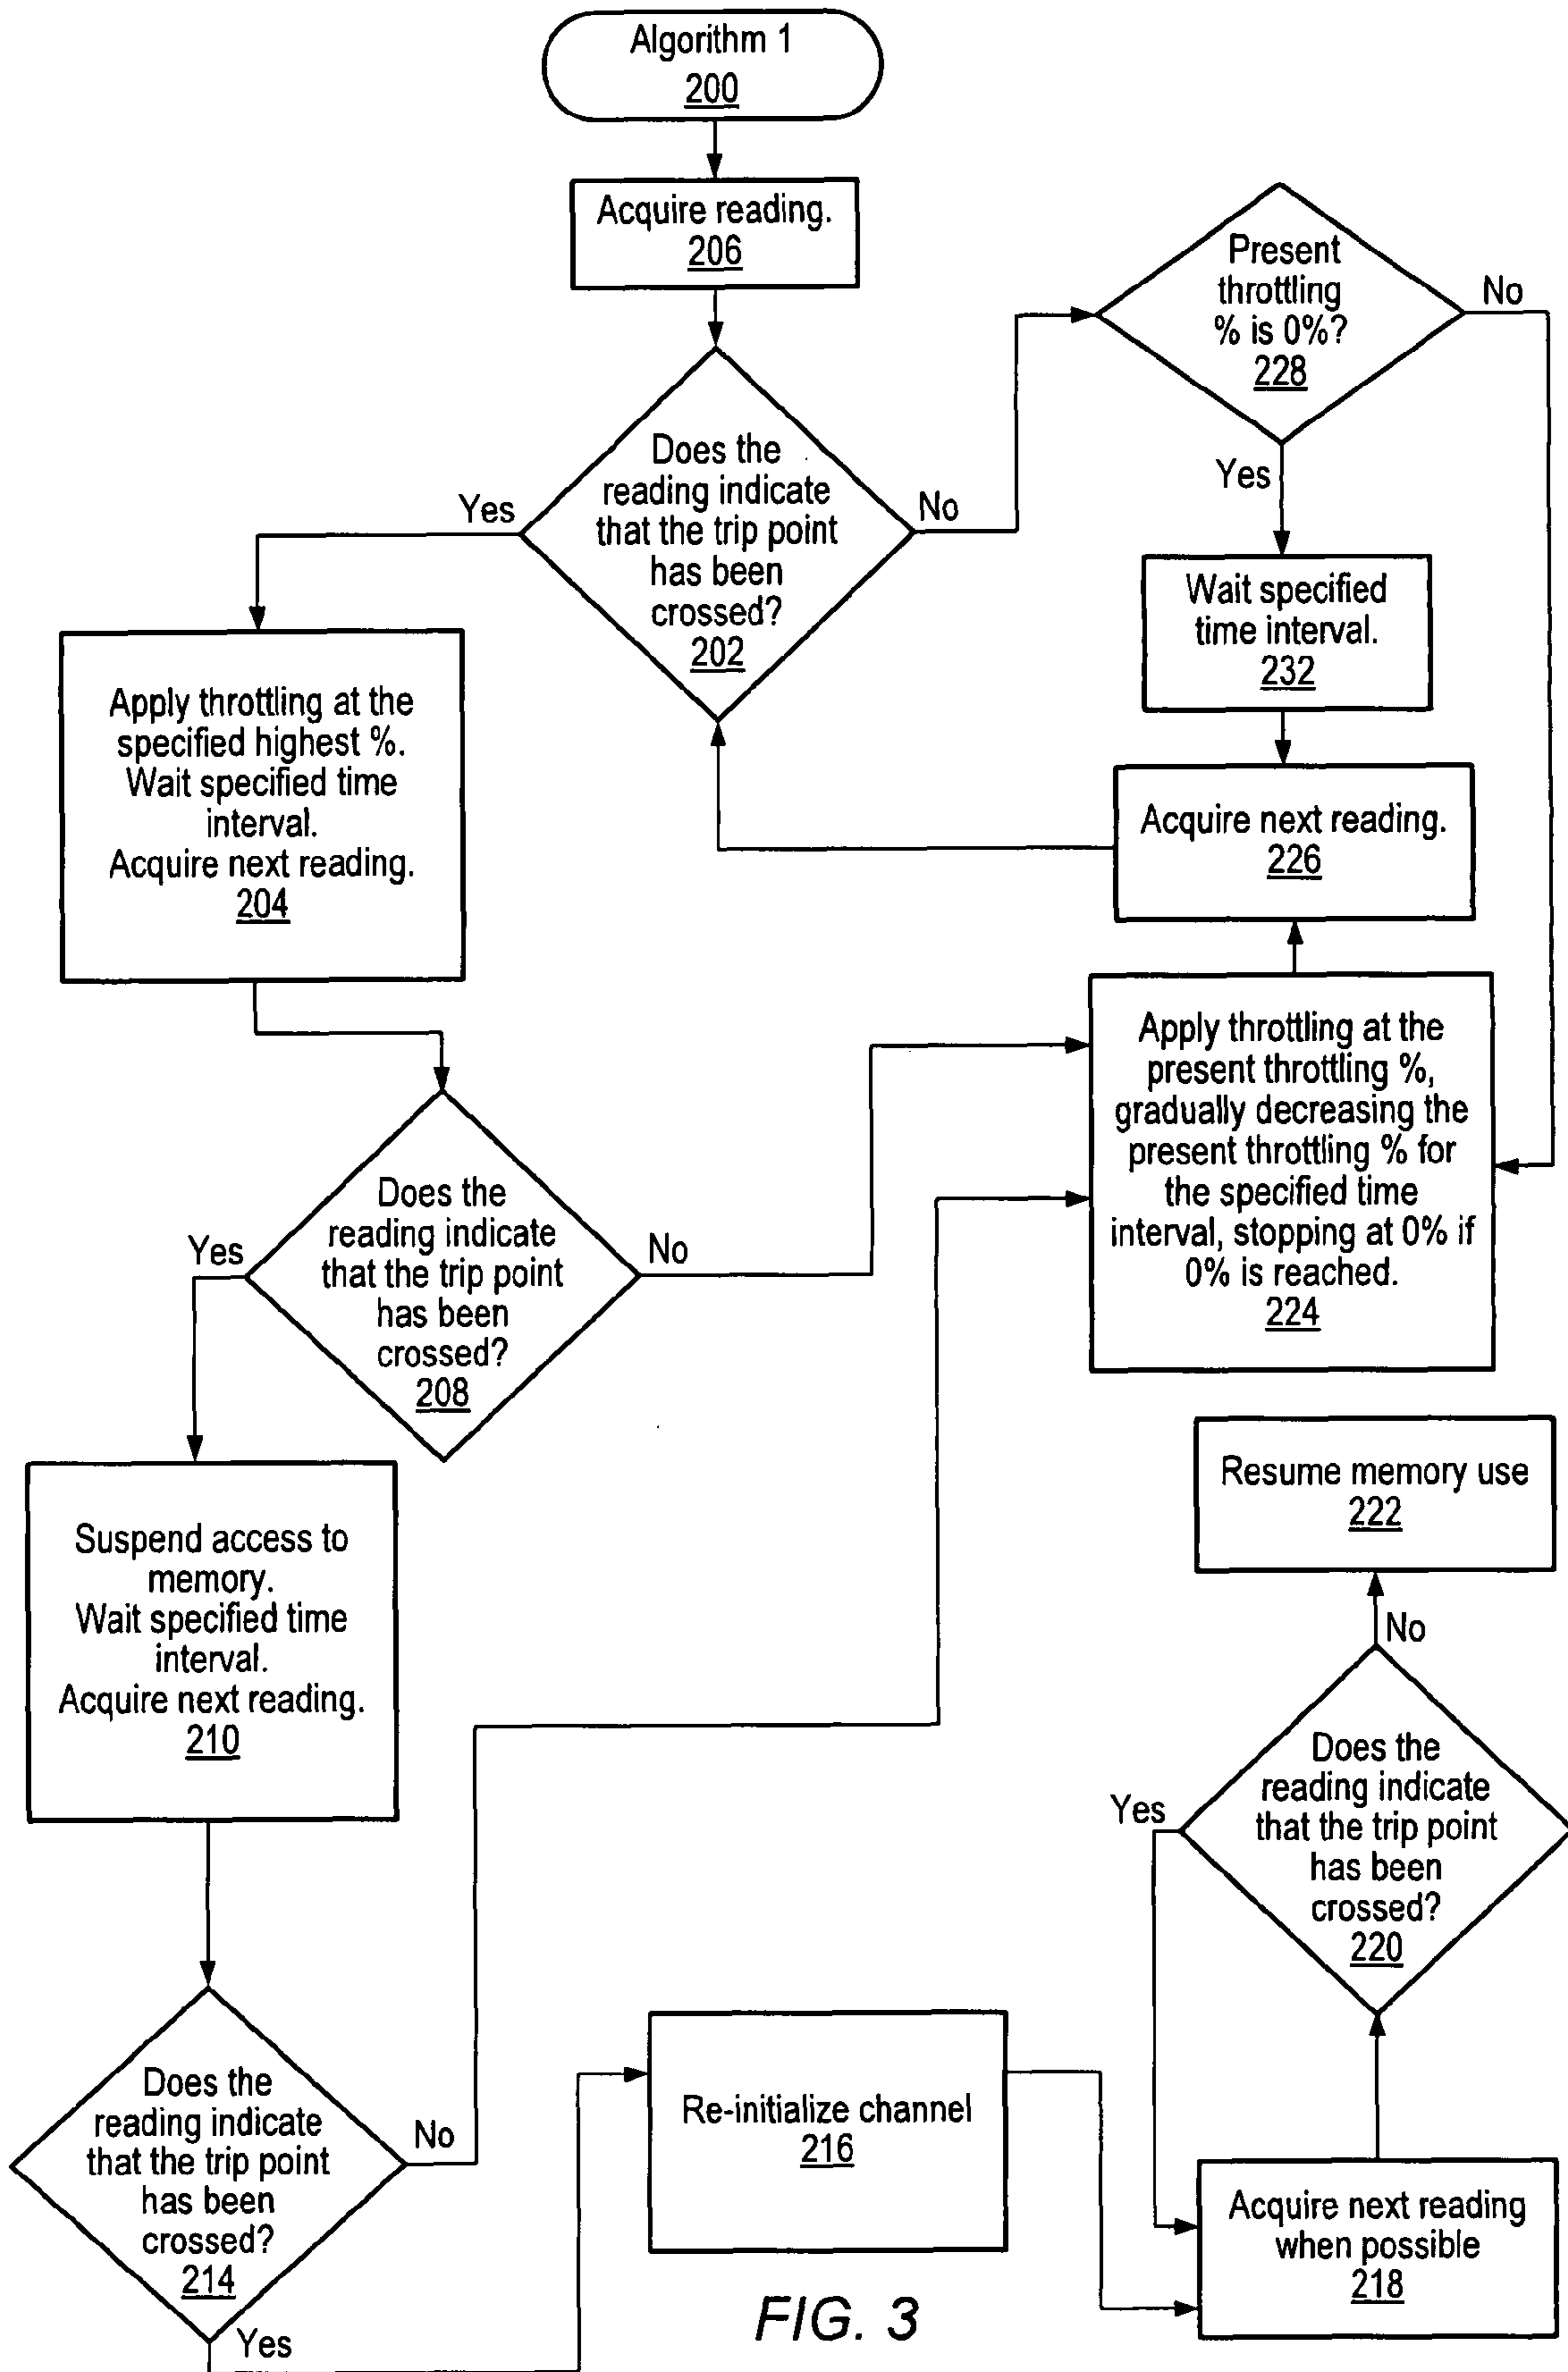 Algorithm 1
200
Acquire reading.
206
Does the
reading indicate
that the trip point
has been
crossed?
202
Yes
No
Present
throttling
% is 0%?
228
No
Yes
Wait specified
time interval.
232
Acquire next reading.
226
Apply throttling at the
specified highest %.
Wait specified time
interval.
Acquire next reading.
204
Apply throttling at the
present throttling %,
gradually decreasing the
present throttling % for
the specified time
interval, stopping at 0% if
0% is reached.
224
Does the
reading indicate
that the trip point
has been
crossed?
208
Yes
No
Suspend access to
memory.
Wait specified time
interval.
Acquire next reading.
210
Resume memory use
222
No
Does the
reading indicate
that the trip point
has been
crossed?
220
Yes
Does the
reading indicate
that the trip point
has been
crossed?
214
No
Yes
Re-initialize channel
216
Acquire next reading
when possible
218
FIG. 3